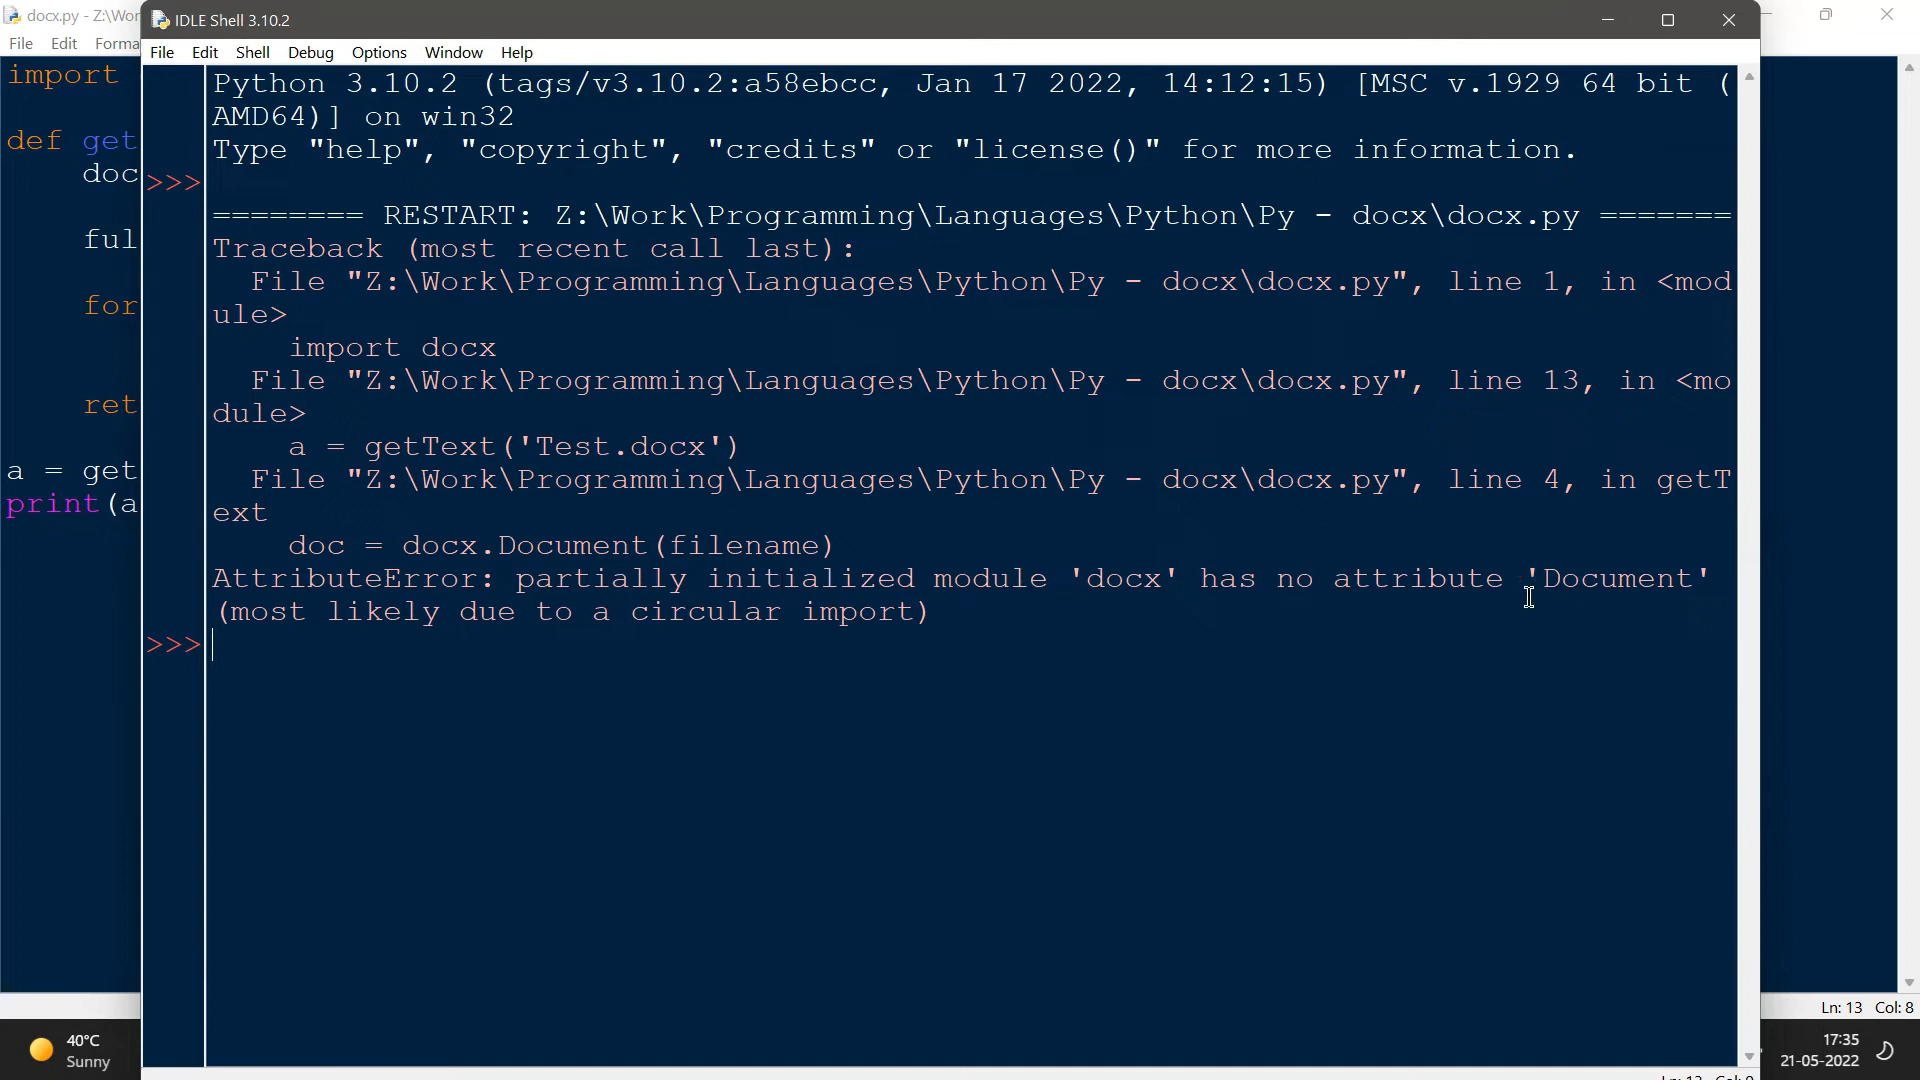 docx.py - Z:\Wor
IDLE Shell 3.10.2
File Edit Forma
File Edit Shell Debug Options Window Help
import
def get
doc
ful
for
ret
a = get
print(a
Python 3.10.2 (tags/v3.10.2:a58ebcc, Jan 17 2022, 14:12:15) [MSC v.1929 64 bit (
AMD64)] on win32
Type "help", "copyright", "credits" or "license()" for more information.
>>>
======== RESTART: Z:\Work\Programming\Languages\Python\Py - docx\docx.py =======
Traceback (most recent call last):
  File "Z:\Work\Programming\Languages\Python\Py - docx\docx.py", line 1, in <mod
ule>
    import docx
  File "Z:\Work\Programming\Languages\Python\Py - docx\docx.py", line 13, in <mo
dule>
    a = getText('Test.docx')
  File "Z:\Work\Programming\Languages\Python\Py - docx\docx.py", line 4, in getT
ext
    doc = docx.Document(filename)
AttributeError: partially initialized module 'docx' has no attribute 'Document'
(most likely due to a circular import)
>>>
Ln: 13 Col: 8
40°C
Sunny
17:35
21-05-2022